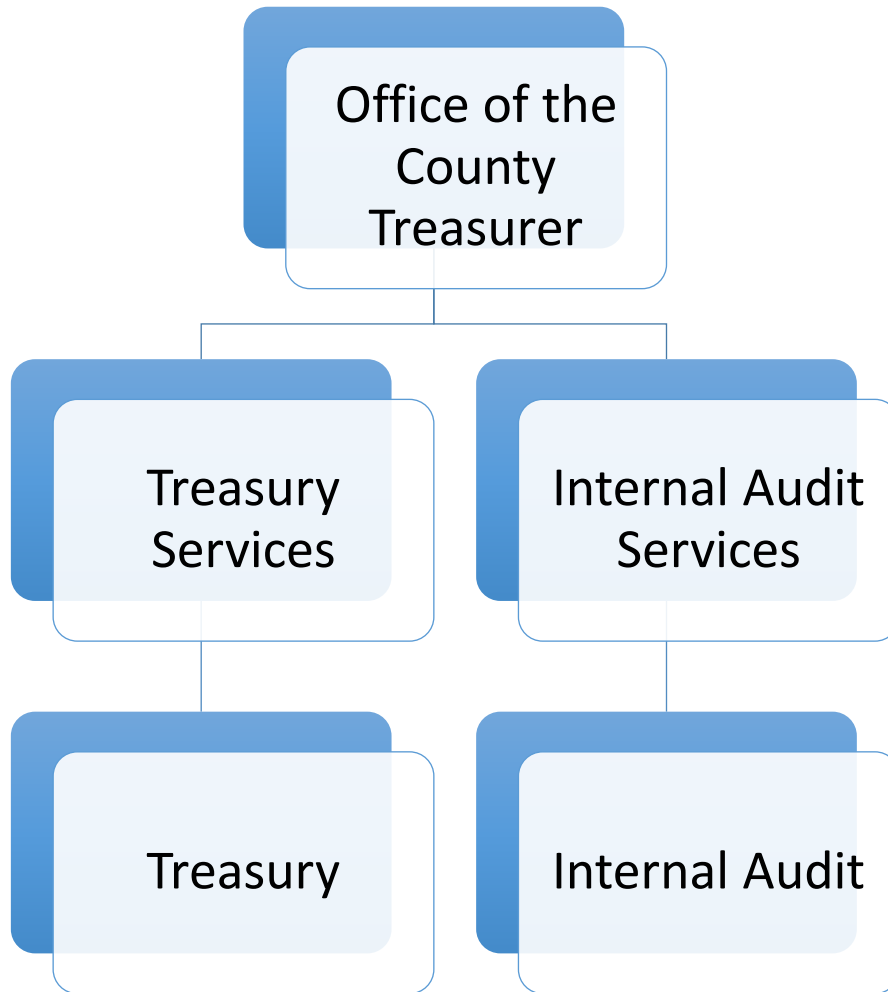 Office of the
County
Treasurer
Treasury
Services
Internal Audit
Services
Treasury
Internal Audit